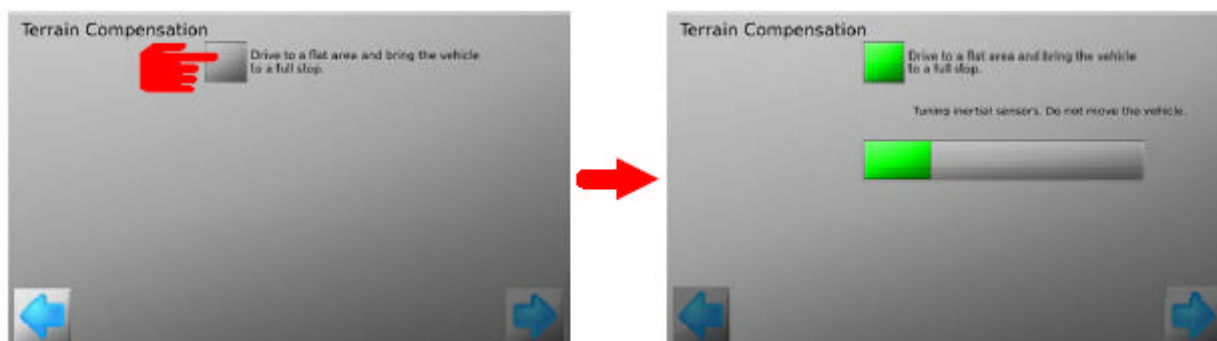 Terrain Compensation
Drive to a flat area and bring the vehicle
to a full stop.
Terrain Compensation
Drive to a flat area and bring the vehicle
to a full stop.
Tuning inertial sensors. Do not move the vehicle.